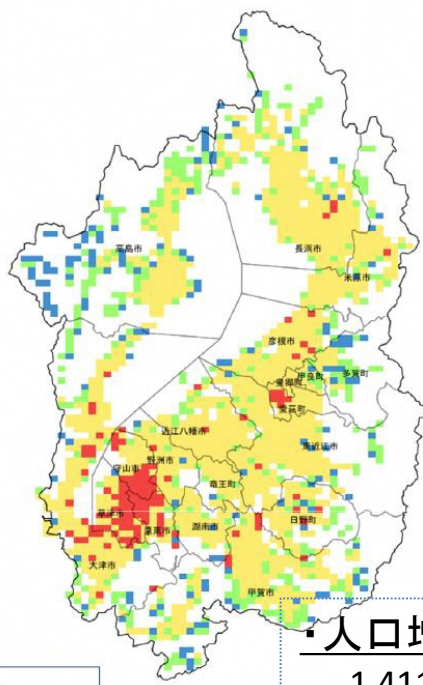 高島市
長浜市
米原市
彦根市
多賀町
甲良町
豊郷町
愛荘町
近江八幡市
東近江市
野洲市
守山市
竜王町
草津市
栗東市
湖南市
日野町
大津市
甲賀市
・人口増